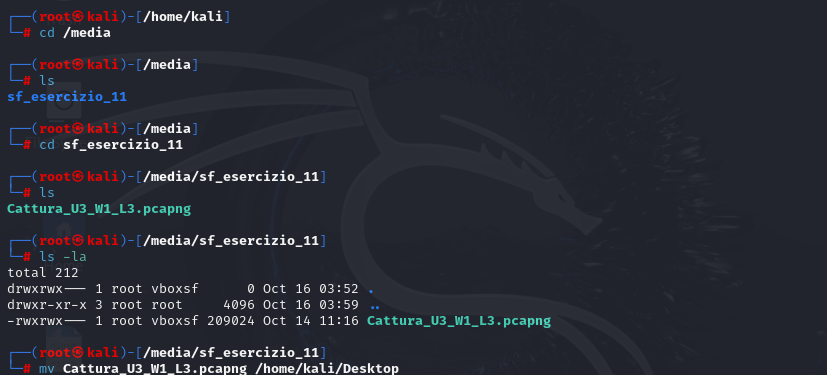 ┌──(root㉿kali)-[/home/kali]
└─# cd /media
┌──(root㉿kali)-[/media]
└─# ls
sf_esercizio_11
┌──(root㉿kali)-[/media]
└─# cd sf_esercizio_11
┌──(root㉿kali)-[/media/sf_esercizio_11]
└─# ls
Cattura_U3_W1_L3.pcapng
┌──(root㉿kali)-[/media/sf_esercizio_11]
└─# ls -la
total 212
drwxrwx--- 1 root vboxsf      0 Oct 16 03:52 .
drwxr-xr-x 3 root root     4096 Oct 16 03:59 ..
-rwxrwx--- 1 root vboxsf 209024 Oct 14 11:16 Cattura_U3_W1_L3.pcapng
┌──(root㉿kali)-[/media/sf_esercizio_11]
└─# mv Cattura_U3_W1_L3.pcapng /home/kali/Desktop